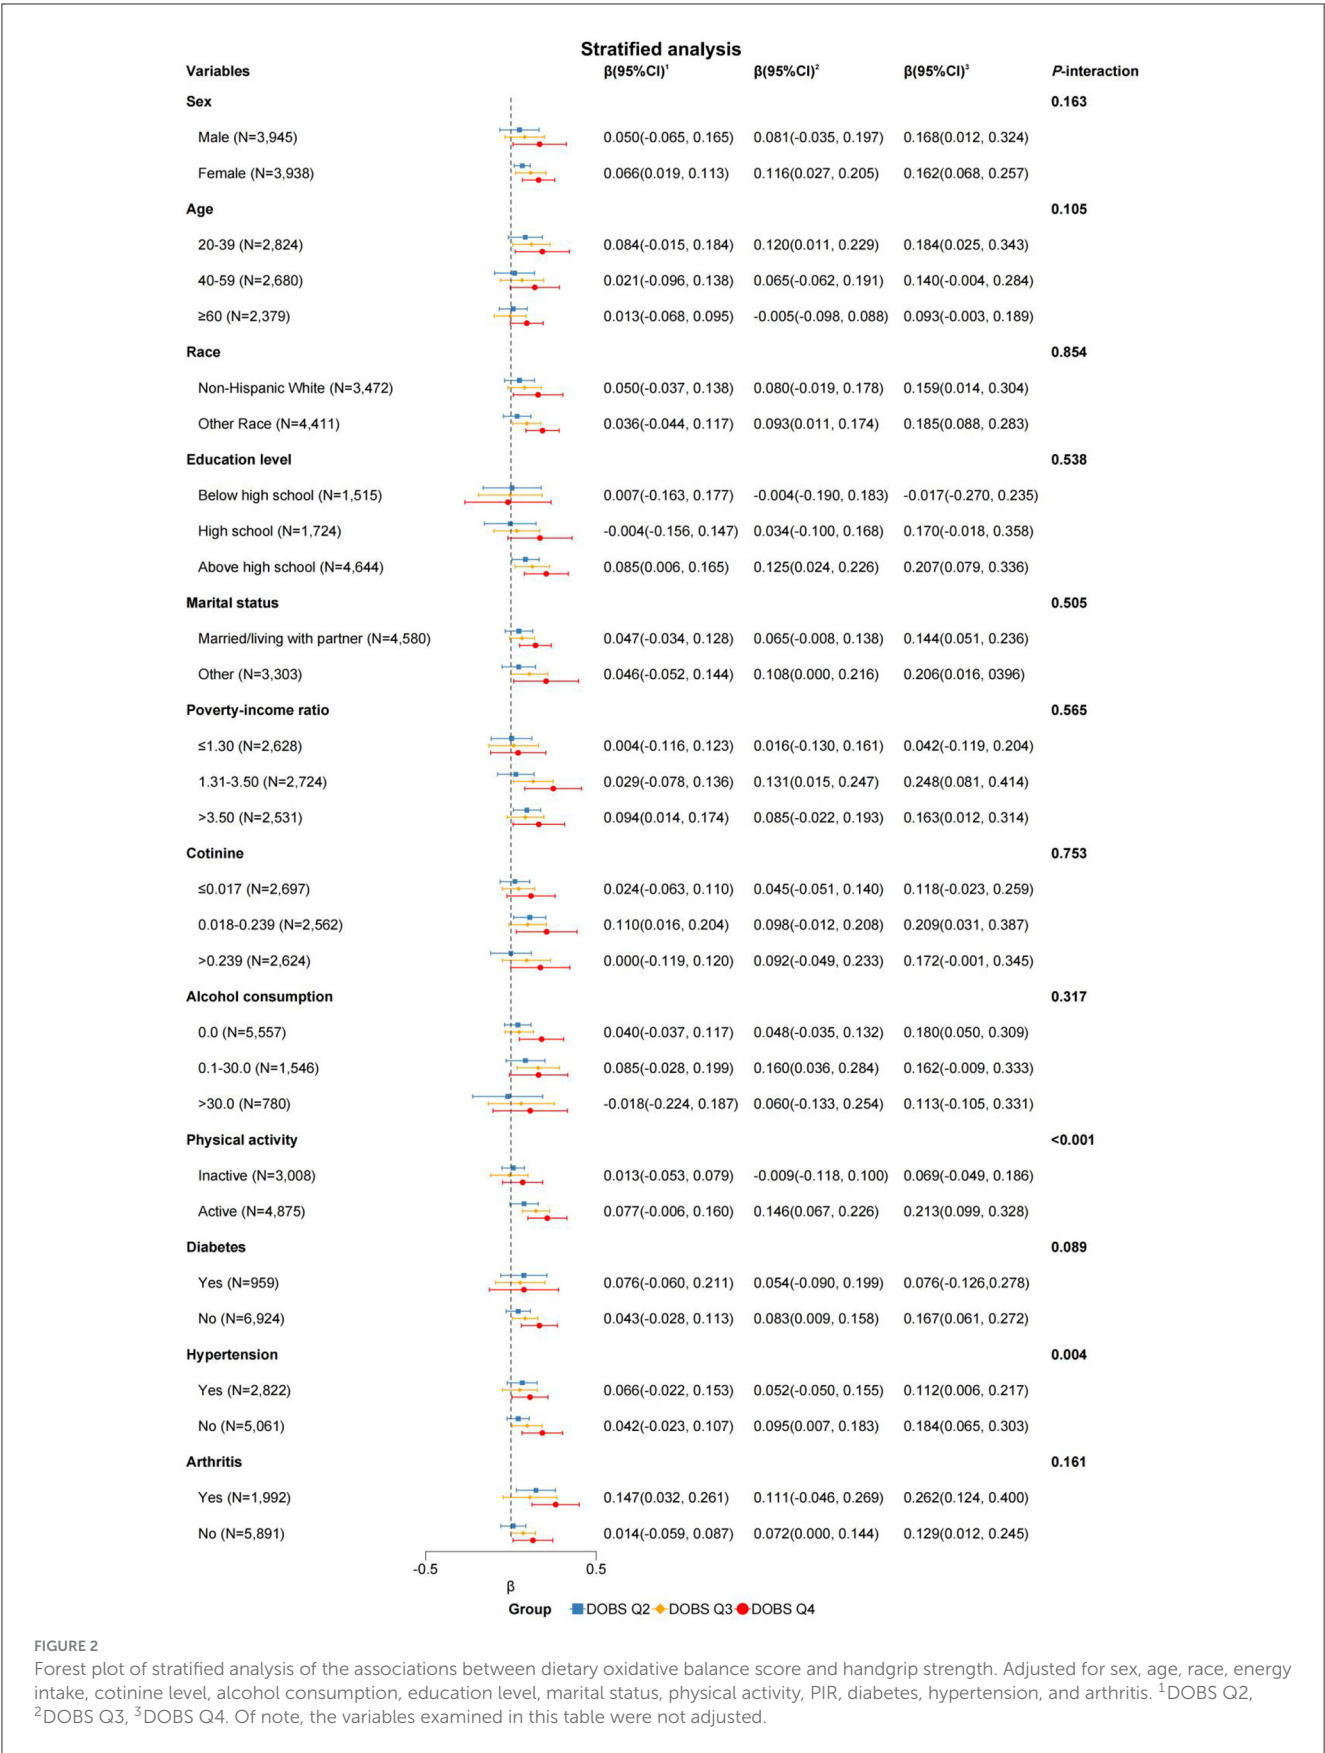 Stratified analysis
Variables β(95%CI)¹ β(95%CI)² β(95%CI)³ P-interaction
Sex 0.163
Male (N=3,945) 0.050(-0.065, 0.165) 0.081(-0.035, 0.197) 0.168(0.012, 0.324)
Female (N=3,938) 0.066(0.019, 0.113) 0.116(0.027, 0.205) 0.162(0.068, 0.257)
Age 0.105
20-39 (N=2,824) 0.084(-0.015, 0.184) 0.120(0.011, 0.229) 0.184(0.025, 0.343)
40-59 (N=2,680) 0.021(-0.096, 0.138) 0.065(-0.062, 0.191) 0.140(-0.004, 0.284)
≥60 (N=2,379) 0.013(-0.068, 0.095) -0.005(-0.098, 0.088) 0.093(-0.003, 0.189)
Race 0.854
Non-Hispanic White (N=3,472) 0.050(-0.037, 0.138) 0.080(-0.019, 0.178) 0.159(0.014, 0.304)
Other Race (N=4,411) 0.036(-0.044, 0.117) 0.093(0.011, 0.174) 0.185(0.088, 0.283)
Education level 0.538
Below high school (N=1,515) 0.007(-0.163, 0.177) -0.004(-0.190, 0.183) -0.017(-0.270, 0.235)
High school (N=1,724) -0.004(-0.156, 0.147) 0.034(-0.100, 0.168) 0.170(-0.018, 0.358)
Above high school (N=4,644) 0.085(0.006, 0.165) 0.125(0.024, 0.226) 0.207(0.079, 0.336)
Marital status 0.505
Married/living with partner (N=4,580) 0.047(-0.034, 0.128) 0.065(-0.008, 0.138) 0.144(0.051, 0.236)
Other (N=3,303) 0.046(-0.052, 0.144) 0.108(0.000, 0.216) 0.206(0.016, 0396)
Poverty-income ratio 0.565
≤1.30 (N=2,628) 0.004(-0.116, 0.123) 0.016(-0.130, 0.161) 0.042(-0.119, 0.204)
1.31-3.50 (N=2,724) 0.029(-0.078, 0.136) 0.131(0.015, 0.247) 0.248(0.081, 0.414)
>3.50 (N=2,531) 0.094(0.014, 0.174) 0.085(-0.022, 0.193) 0.163(0.012, 0.314)
Cotinine 0.753
≤0.017 (N=2,697) 0.024(-0.063, 0.110) 0.045(-0.051, 0.140) 0.118(-0.023, 0.259)
0.018-0.239 (N=2,562) 0.110(0.016, 0.204) 0.098(-0.012, 0.208) 0.209(0.031, 0.387)
>0.239 (N=2,624) 0.000(-0.119, 0.120) 0.092(-0.049, 0.233) 0.172(-0.001, 0.345)
Alcohol consumption 0.317
0.0 (N=5,557) 0.040(-0.037, 0.117) 0.048(-0.035, 0.132) 0.180(0.050, 0.309)
0.1-30.0 (N=1,546) 0.085(-0.028, 0.199) 0.160(0.036, 0.284) 0.162(-0.009, 0.333)
>30.0 (N=780) -0.018(-0.224, 0.187) 0.060(-0.133, 0.254) 0.113(-0.105, 0.331)
Physical activity <0.001
Inactive (N=3,008) 0.013(-0.053, 0.079) -0.009(-0.118, 0.100) 0.069(-0.049, 0.186)
Active (N=4,875) 0.077(-0.006, 0.160) 0.146(0.067, 0.226) 0.213(0.099, 0.328)
Diabetes 0.089
Yes (N=959) 0.076(-0.060, 0.211) 0.054(-0.090, 0.199) 0.076(-0.126,0.278)
No (N=6,924) 0.043(-0.028, 0.113) 0.083(0.009, 0.158) 0.167(0.061, 0.272)
Hypertension 0.004
Yes (N=2,822) 0.066(-0.022, 0.153) 0.052(-0.050, 0.155) 0.112(0.006, 0.217)
No (N=5,061) 0.042(-0.023, 0.107) 0.095(0.007, 0.183) 0.184(0.065, 0.303)
Arthritis 0.161
Yes (N=1,992) 0.147(0.032, 0.261) 0.111(-0.046, 0.269) 0.262(0.124, 0.400)
No (N=5,891) 0.014(-0.059, 0.087) 0.072(0.000, 0.144) 0.129(0.012, 0.245)
-0.5 0.5
β
Group DOBS Q2 DOBS Q3 DOBS Q4
FIGURE 2
Forest plot of stratified analysis of the associations between dietary oxidative balance score and handgrip strength. Adjusted for sex, age, race, energy
intake, cotinine level, alcohol consumption, education level, marital status, physical activity, PIR, diabetes, hypertension, and arthritis. ¹DOBS Q2,
²DOBS Q3, ³DOBS Q4. Of note, the variables examined in this table were not adjusted.